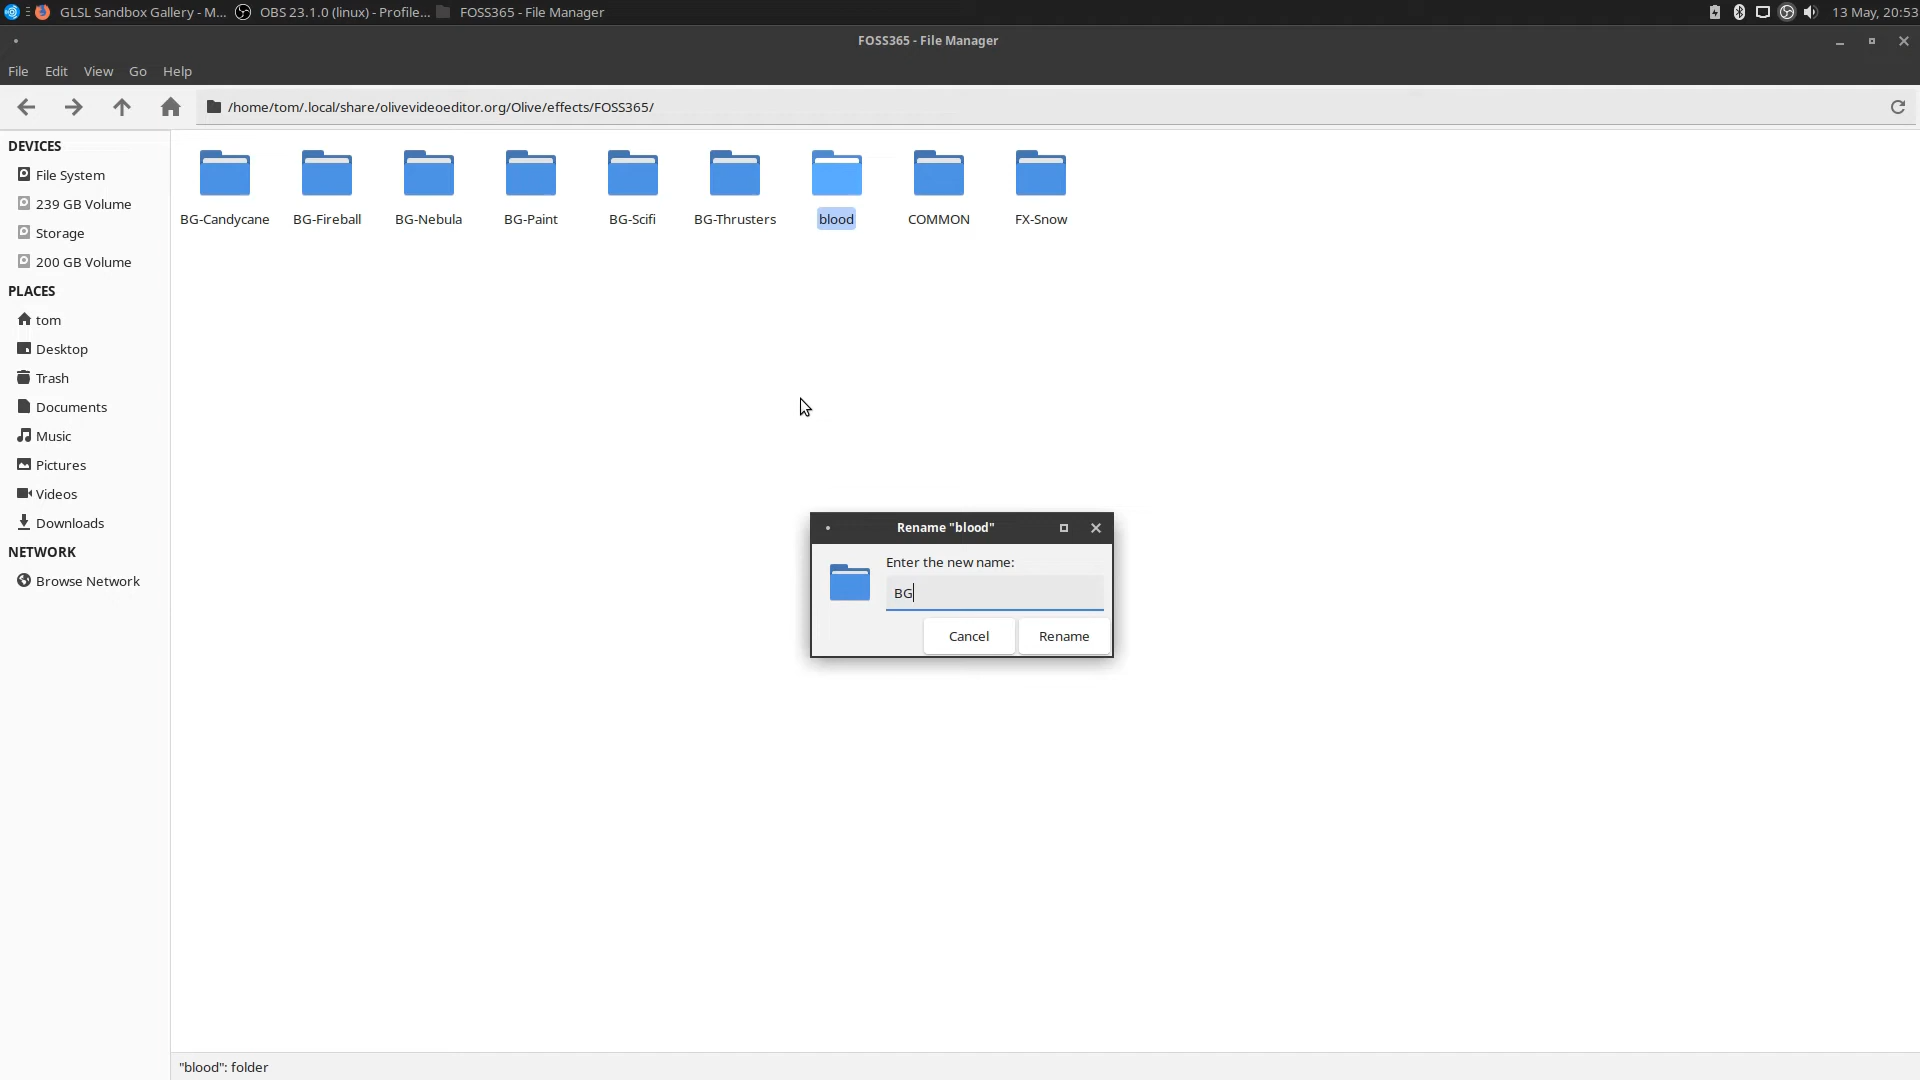 GLSL Sandbox Gallery - M... OBS 23.1.0 (linux) - Profile... FOSS365 - File Manager 13 May, 20:53
FOSS365 - File Manager
File Edit View Go Help
/home/tom/.local/share/olivevideoeditor.org/Olive/effects/FOSS365/
DEVICES
File System
239 GB Volume
Storage
200 GB Volume
PLACES
tom
Desktop
Trash
Documents
Music
Pictures
Videos
Downloads
NETWORK
Browse Network
BG-Candycane BG-Fireball BG-Nebula BG-Paint BG-Scifi BG-Thrusters blood COMMON FX-Snow
Rename "blood"
Enter the new name:
BG
Cancel Rename
"blood": folder